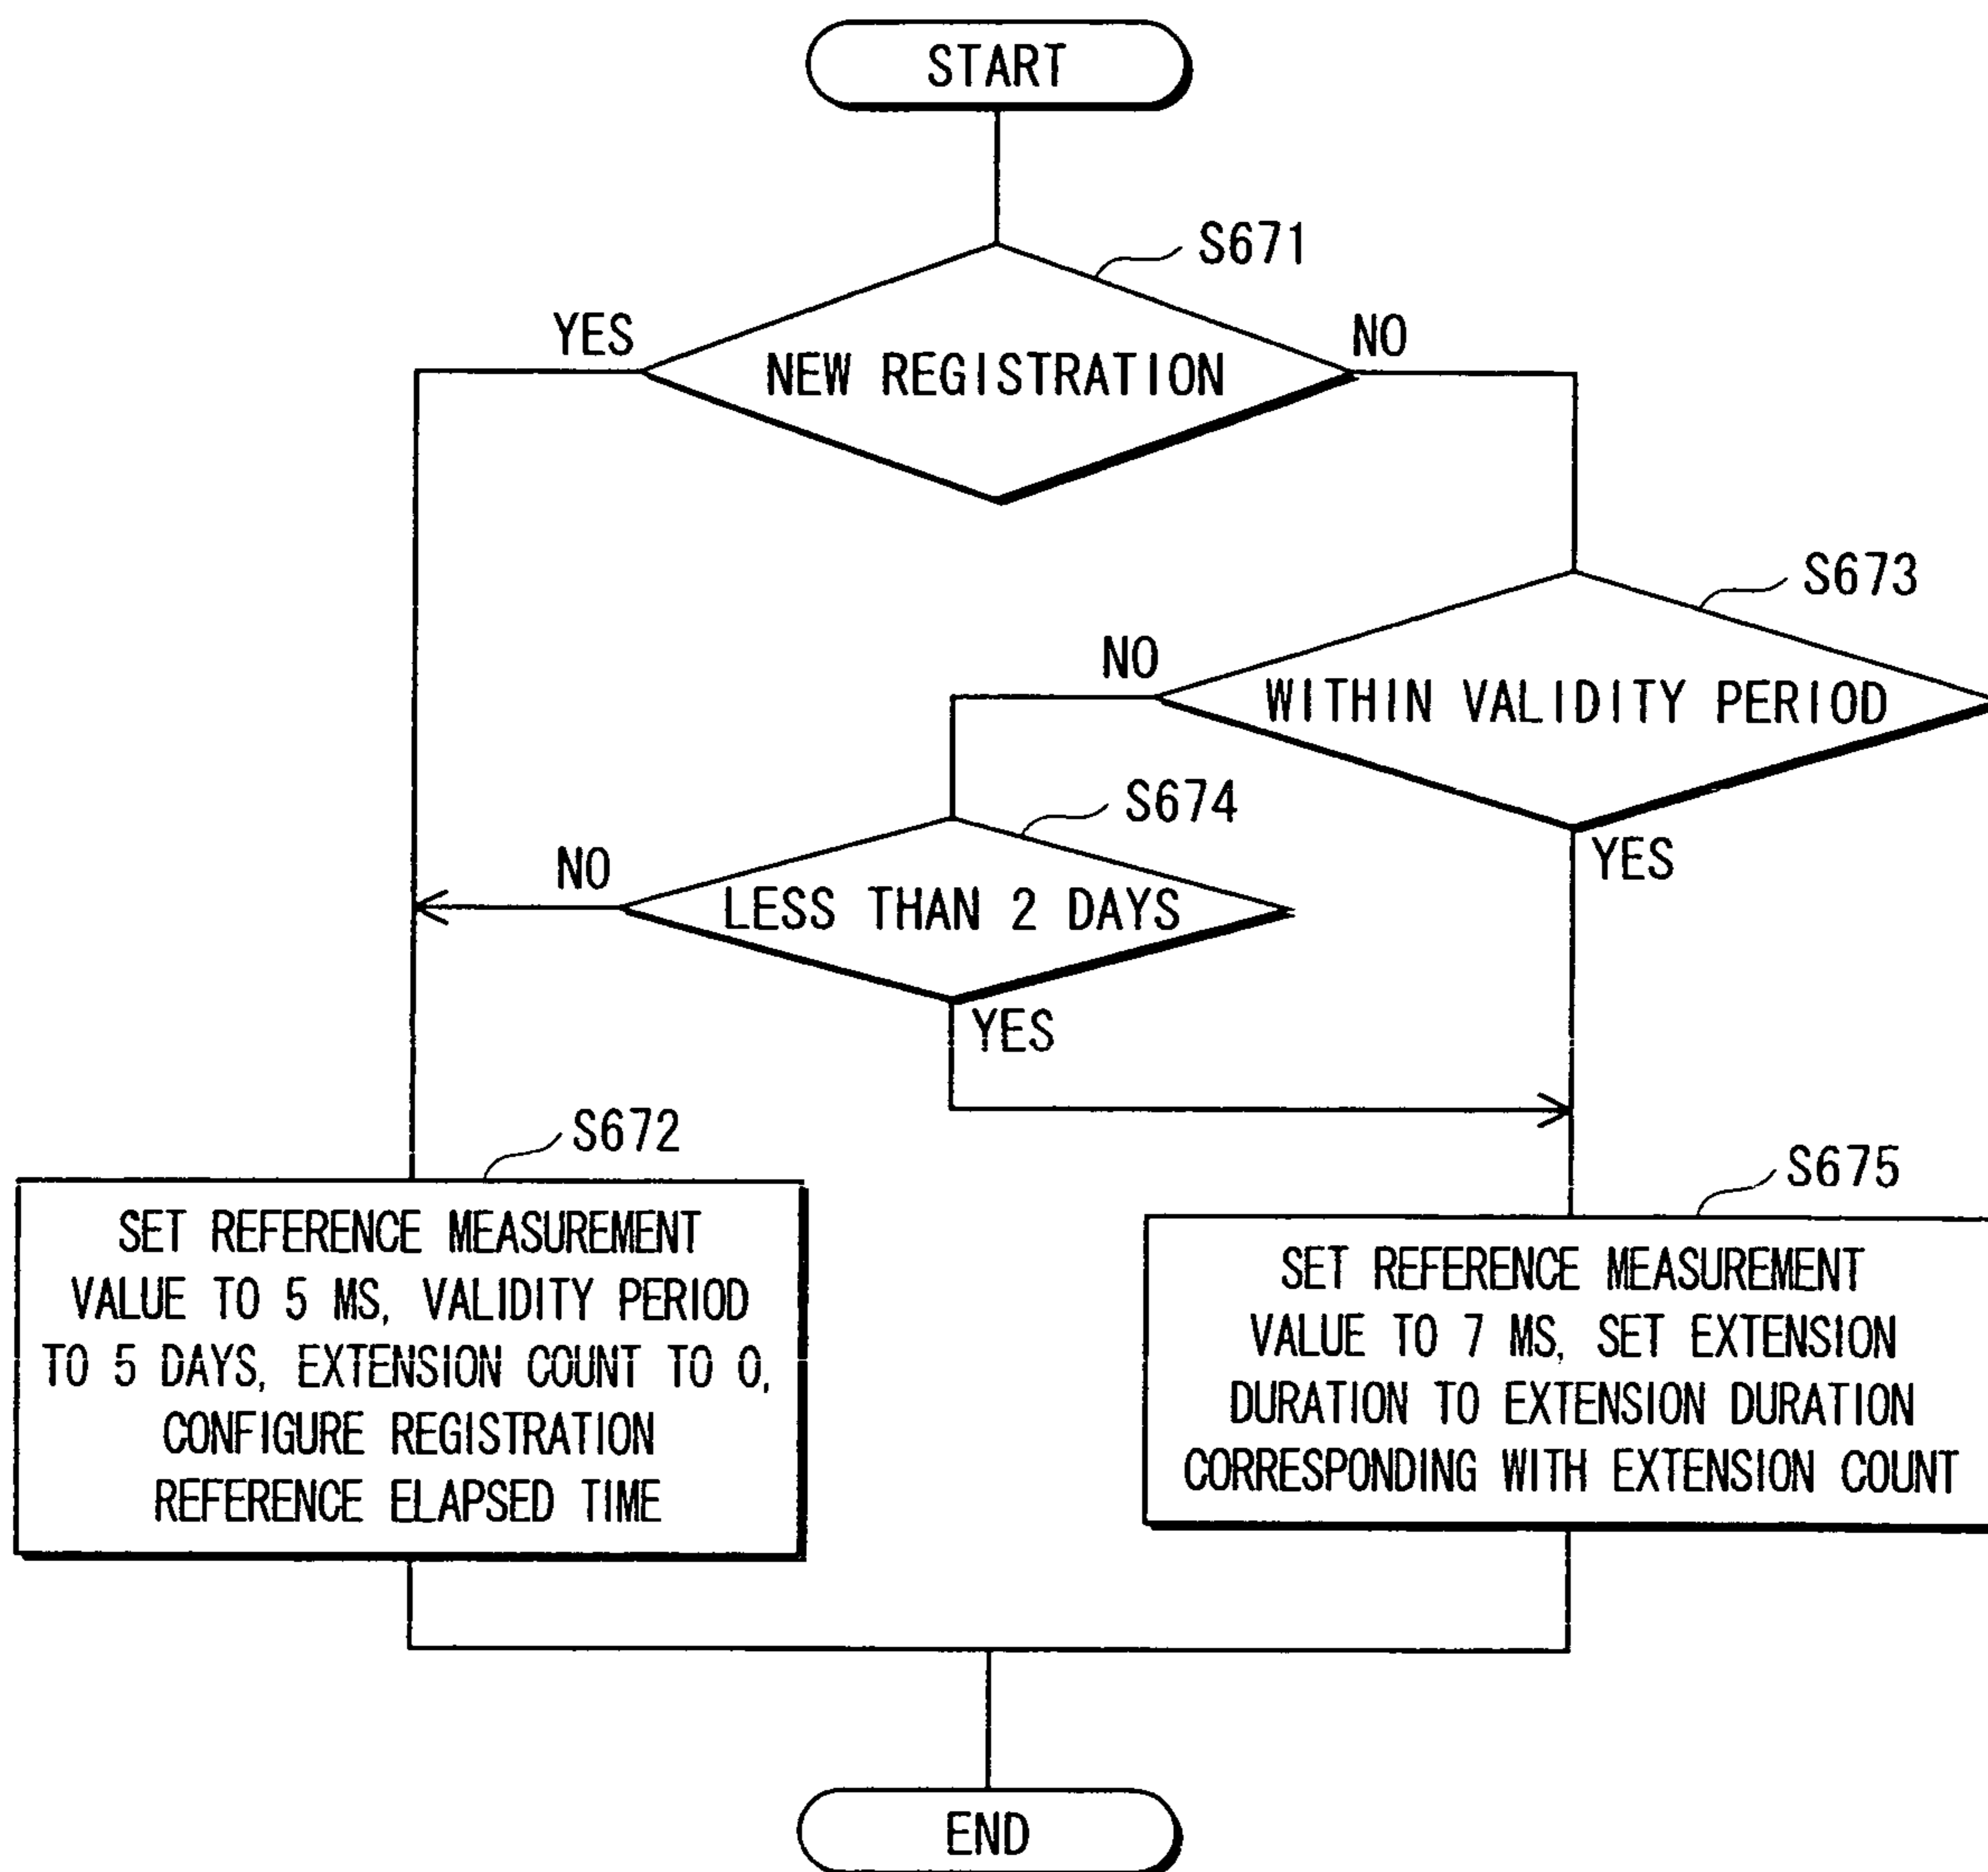 START
S671
YES
NO
NEW REGISTRATION
S673
NO
WITHIN VALIDITY PERIOD
S674
YES
NO
LESS THAN 2 DAYS
YES
S672
S675
SET REFERENCE MEASUREMENT
VALUE TO 5 MS, VALIDITY PERIOD
TO 5 DAYS, EXTENSION COUNT TO 0,
CONFIGURE REGISTRATION
REFERENCE ELAPSED TIME
SET REFERENCE MEASUREMENT
VALUE TO 7 MS, SET EXTENSION
DURATION TO EXTENSION DURATION
CORRESPONDING WITH EXTENSION COUNT
END